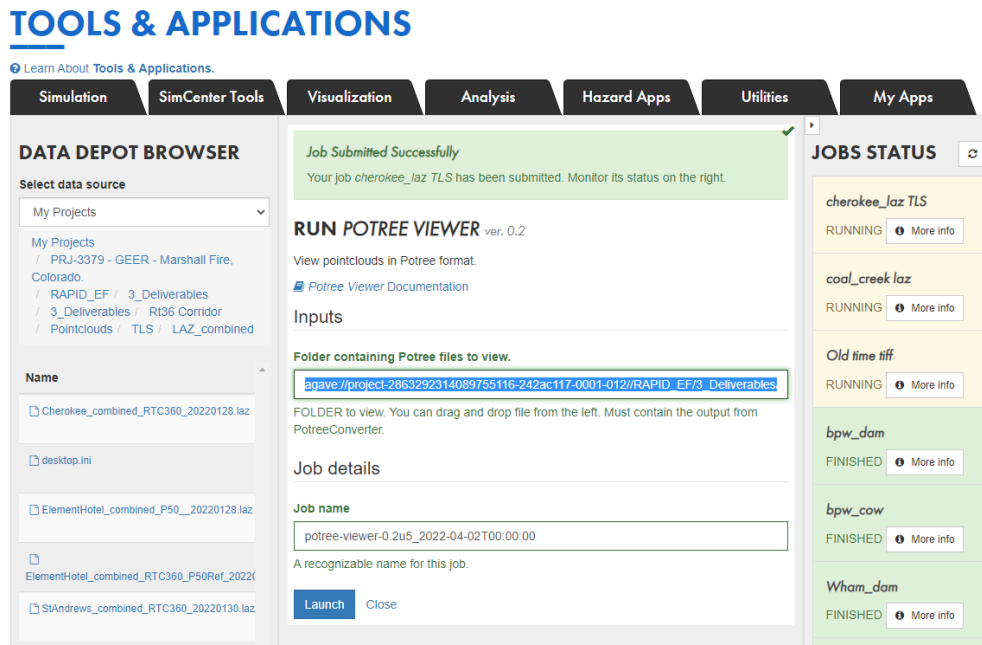 TOOLS & APPLICATIONS
Learn About Tools & Applications.
Simulation
SimCenter Tools
Visualization
Analysis
Hazard Apps
Utilities
My Apps
DATA DEPOT BROWSER
Select data source
My Projects
My Projects
/ PRJ-3379 - GEER - Marshall Fire,
Colorado.
/ RAPID_EF / 3_Deliverables
/ 3_Deliverables / Rt36 Corridor
/ Pointclouds / TLS / LAZ_combined
Name
Cherokee_combined_RTC360_20220128.laz
desktop.ini
ElementHotel_combined_P50__20220128.laz
ElementHotel_combined_RTC360_P50Ref_2022
StAndrews_combined_RTC360_20220130.laz
Job Submitted Successfully
Your job cherokee_laz TLS has been submitted. Monitor its status on the right.
RUN POTREE VIEWER ver. 0.2
View pointclouds in Potree format.
Potree Viewer Documentation
Inputs
Folder containing Potree files to view.
agave://project-2863292314089755116-242ac117-0001-012//RAPID_EF/3_Deliverables
FOLDER to view. You can drag and drop file from the left. Must contain the output from
PotreeConverter.
Job details
Job name
potree-viewer-0.2u5_2022-04-02T00:00:00
A recognizable name for this job.
Launch
Close
JOBS STATUS
cherokee_laz TLS
RUNNING More info
coal_creek laz
RUNNING More info
Old time tiff
RUNNING More info
bpw_dam
FINISHED More info
bpw_cow
FINISHED More info
Wham_dam
FINISHED More info